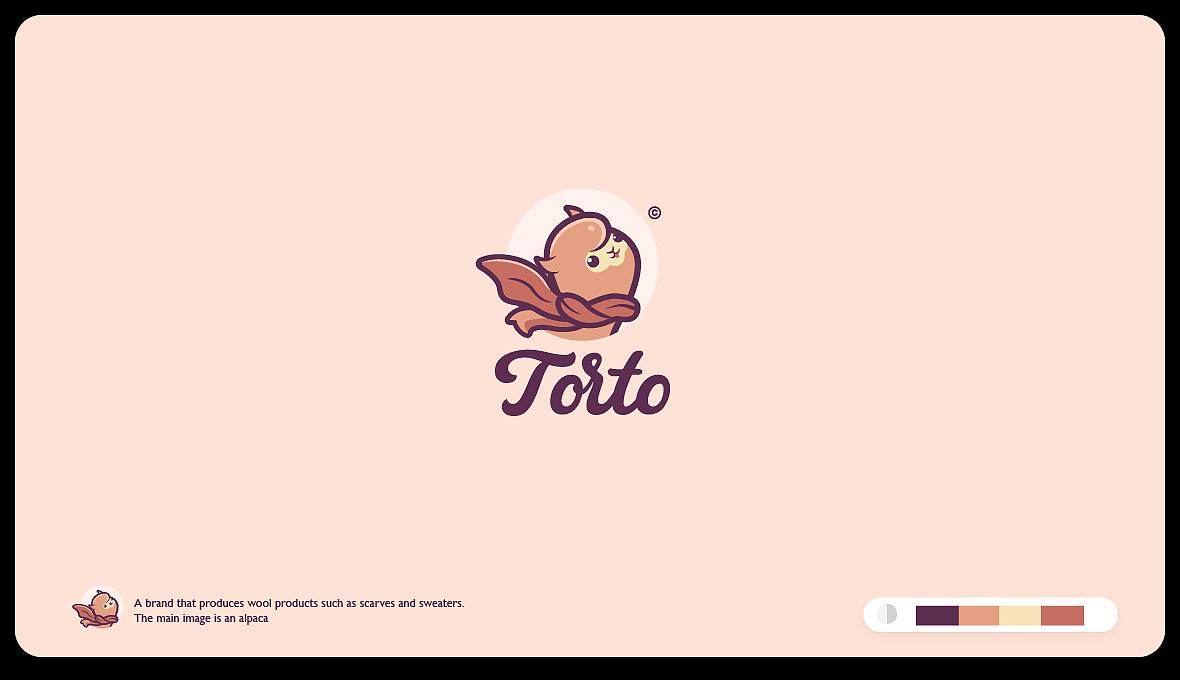 ©
Torto
A brand that produces wool products such as scarves and sweaters.
The main image is an alpaca